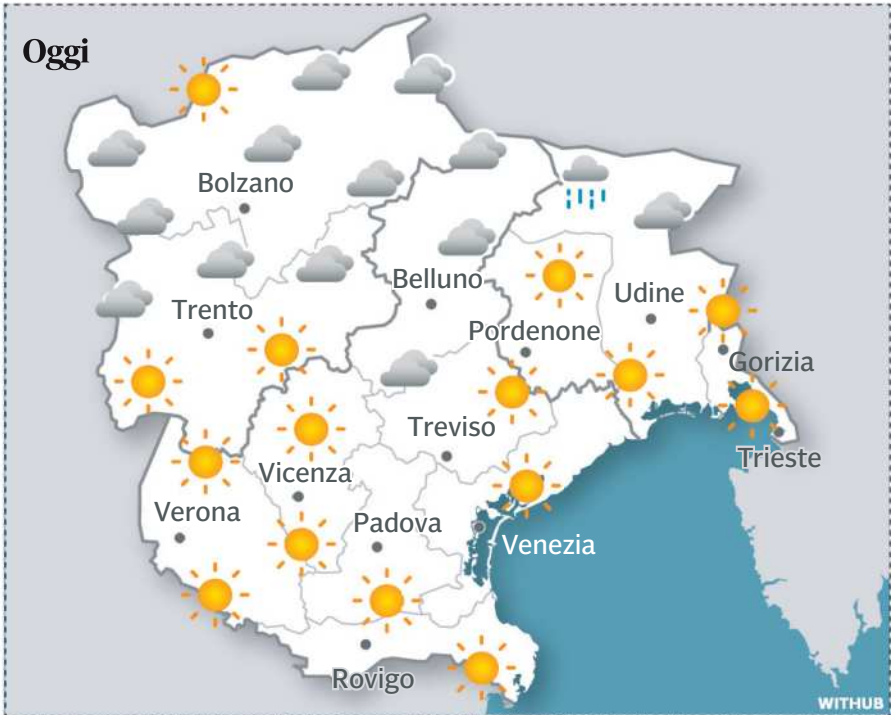 Oggi
Bolzano
Belluno
Udine
Trento
Pordenone
Gorizia
Treviso
Trieste
Vicenza
Verona
Padova
Venezia
Rovigo
WITHUB